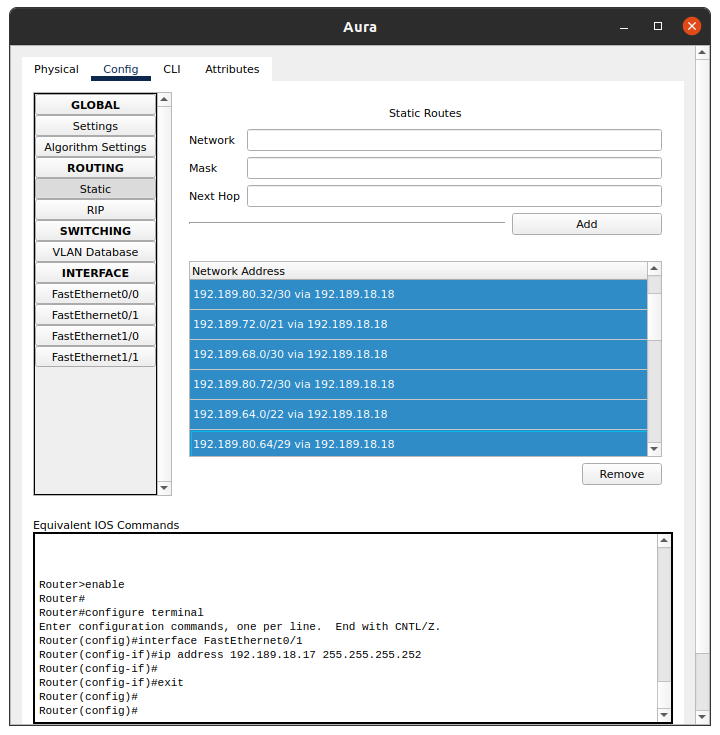 Aura
Physical Config CLI Attributes
GLOBAL
Settings
Algorithm Settings
ROUTING
Static
RIP
SWITCHING
VLAN Database
INTERFACE
FastEthernet0/0
FastEthernet0/1
FastEthernet1/0
FastEthernet1/1
Static Routes
Network
Mask
Next Hop
Add
Network Address
192.189.80.32/30 via 192.189.18.18
192.189.72.0/21 via 192.189.18.18
192.189.68.0/30 via 192.189.18.18
192.189.80.72/30 via 192.189.18.18
192.189.64.0/22 via 192.189.18.18
192.189.80.64/29 via 192.189.18.18
Remove
Equivalent IOS Commands
Router>enable
Router#
Router#configure terminal
Enter configuration commands, one per line.  End with CNTL/Z.
Router(config)#interface FastEthernet0/1
Router(config-if)#ip address 192.189.18.17 255.255.255.252
Router(config-if)#
Router(config-if)#exit
Router(config)#
Router(config)#